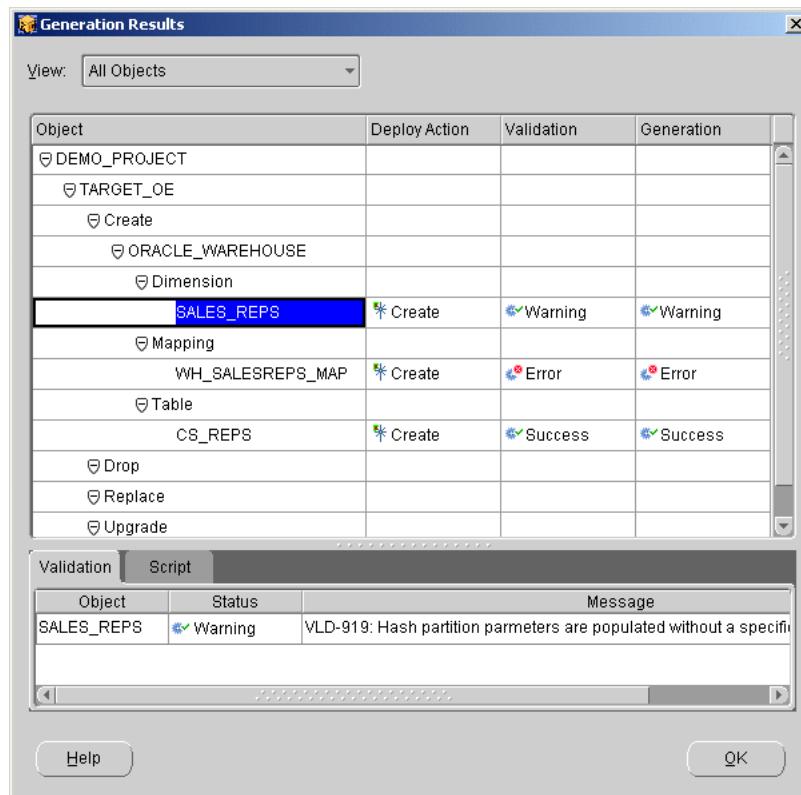 Generation Results
View: All Objects
Object Deploy Action Validation Generation
DEMO_PROJECT
TARGET_OE
Create
ORACLE_WAREHOUSE
Dimension
SALES_REPS Create Warning Warning
Mapping
WH_SALESREPS_MAP Create Error Error
Table
CS_REPS Create Success Success
Drop
Replace
Upgrade
Validation Script
Object Status Message
SALES_REPS Warning VLD-919: Hash partition parmeters are populated without a specifi
Help OK